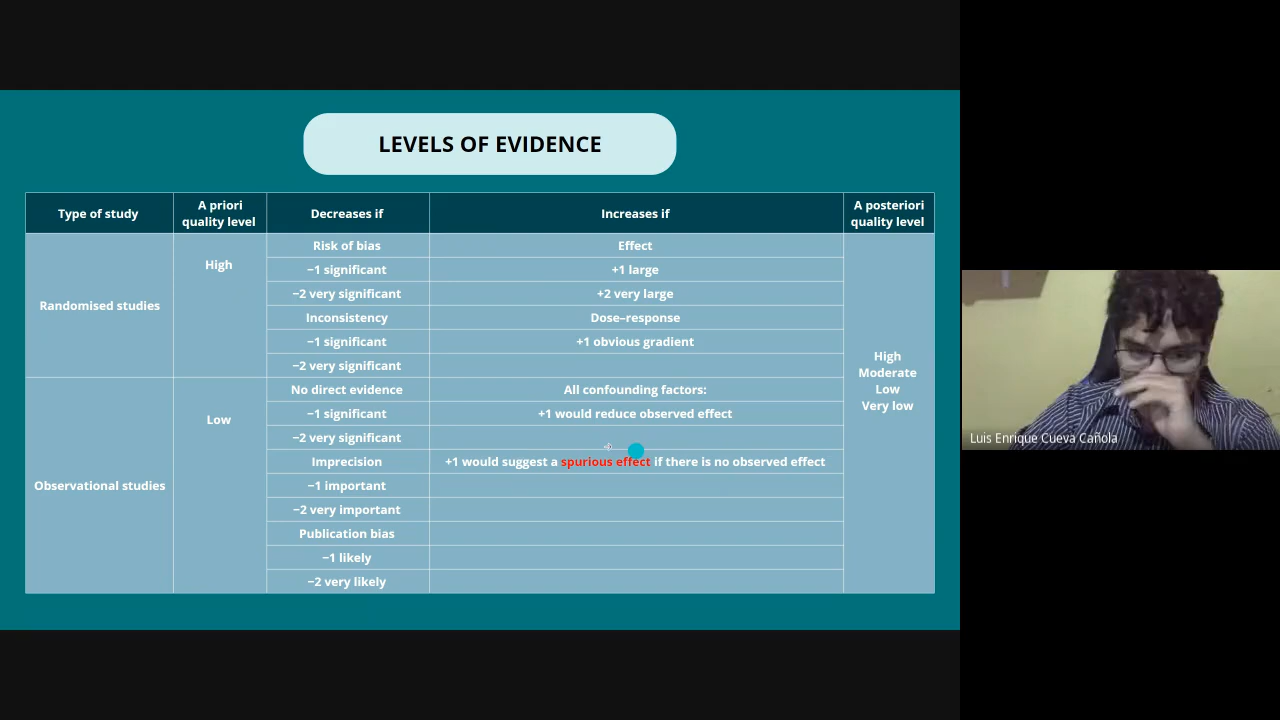 LEVELS OF EVIDENCE
Type of study
A priori
quality level
Decreases if
Increases if
A posteriori
quality level
Randomised studies
High
Risk of bias
Effect
−1 significant
+1 large
−2 very significant
+2 very large
Inconsistency
Dose–response
−1 significant
+1 obvious gradient
−2 very significant
Observational studies
Low
No direct evidence
All confounding factors:
−1 significant
+1 would reduce observed effect
−2 very significant
Imprecision
+1 would suggest a spurious effect if there is no observed effect
−1 important
−2 very important
Publication bias
−1 likely
−2 very likely
High
Moderate
Low
Very low
Luis Enrique Cueva Cañola